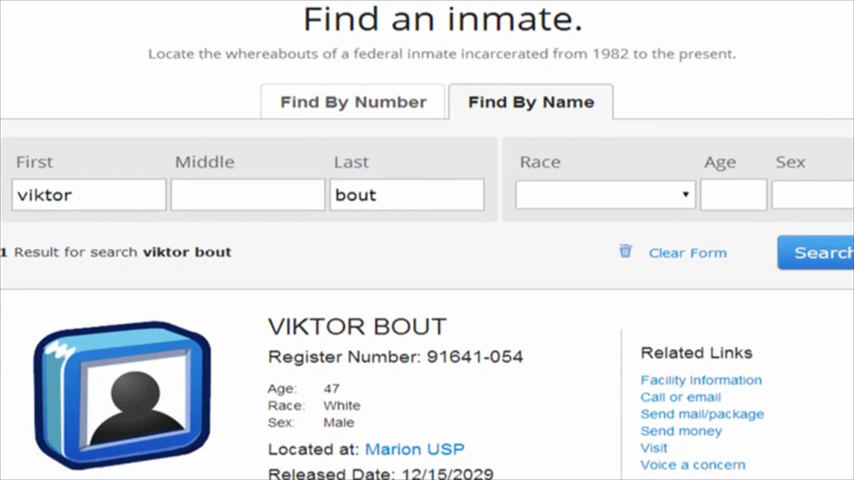 Find an inmate.
Locate the whereabouts of a federal inmate incarcerated from 1982 to the present.
Find By Number
Find By Name
First
Middle
Last
Race
Age
Sex
viktor
bout
1 Result for search viktor bout
Clear Form
Search
VIKTOR BOUT
Register Number: 91641-054
Age: 47
Race: White
Sex: Male
Located at: Marion USP
Released Date: 12/15/2029
Related Links
Facility Information
Call or email
Send mail/package
Send money
Visit
Voice a concern